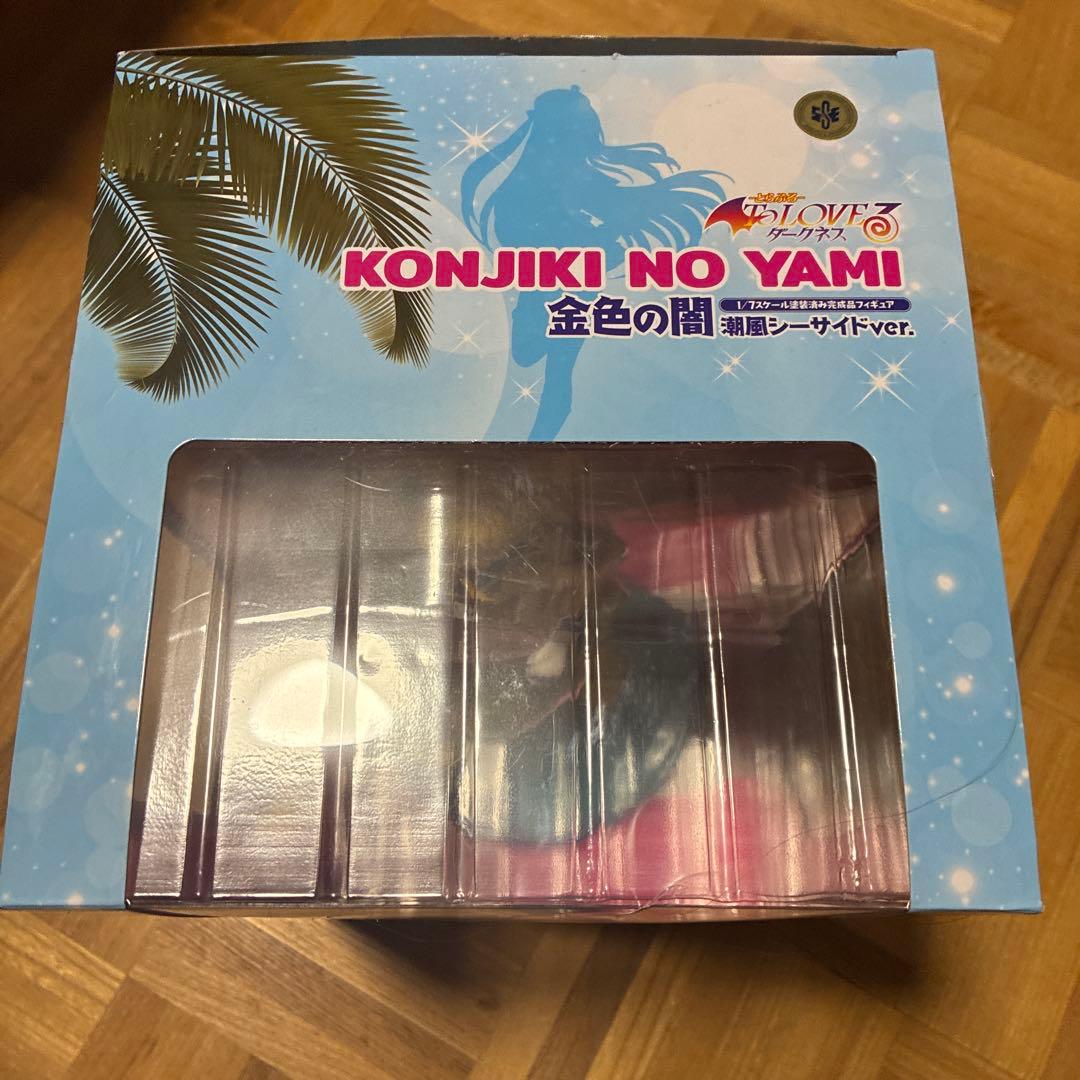 とらぶる
ToLOVEる
ダークネス
KONJIKI NO YAMI
1/7スケール塗装済み完成品フィギュア
金色の闇 潮風シーサイドver.